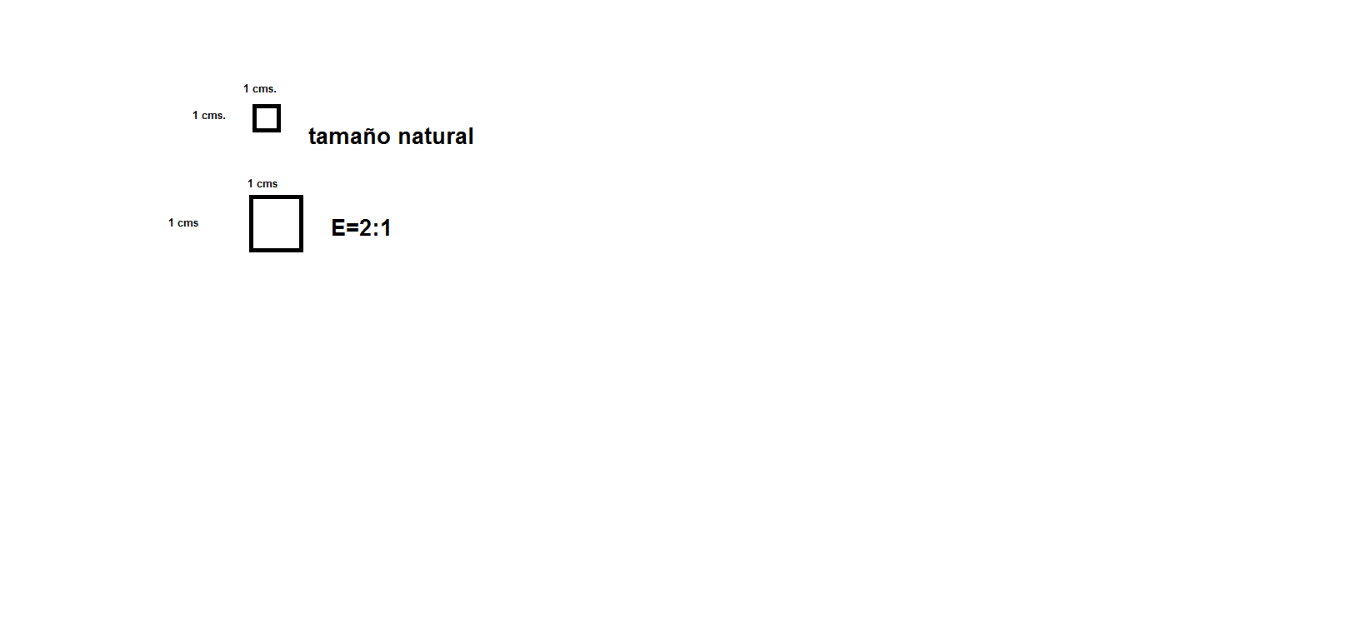 1 cms.
1 cms.
tamaño natural
1 cms
1 cms
E=2:1